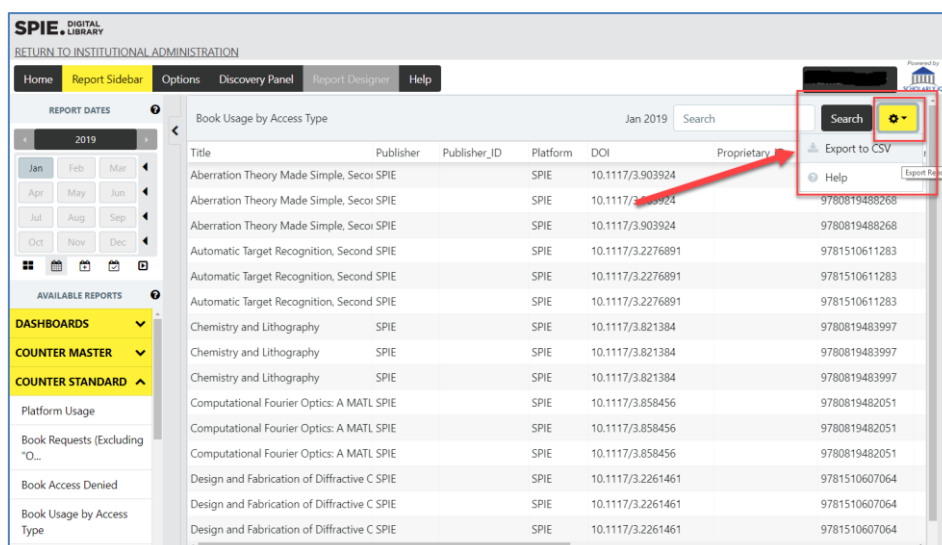 SPIE. DIGITAL LIBRARY
RETURN TO INSTITUTIONAL ADMINISTRATION
Home Report Sidebar Options Discovery Panel Report Designer Help
Powered by
REPORT DATES
2019
Jan Feb Mar
Apr May Jun
Jul Aug Sep
Oct Nov Dec
AVAILABLE REPORTS
DASHBOARDS
COUNTER MASTER
COUNTER STANDARD
Platform Usage
Book Requests (Excluding
"O...
Book Access Denied
Book Usage by Access
Type
Book Usage by Access Type Jan 2019 Search Search
Export to CSV
Help
Title Publisher Publisher_ID Platform DOI Proprietary
Aberration Theory Made Simple, Secor SPIE SPIE 10.1117/3.903924
Aberration Theory Made Simple, Secor SPIE SPIE 10.1117/3.903924 9780819488268
Aberration Theory Made Simple, Secor SPIE SPIE 10.1117/3.903924 9780819488268
Automatic Target Recognition, Second SPIE SPIE 10.1117/3.2276891 9781510611283
Automatic Target Recognition, Second SPIE SPIE 10.1117/3.2276891 9781510611283
Automatic Target Recognition, Second SPIE SPIE 10.1117/3.2276891 9781510611283
Chemistry and Lithography SPIE SPIE 10.1117/3.821384 9780819483997
Chemistry and Lithography SPIE SPIE 10.1117/3.821384 9780819483997
Chemistry and Lithography SPIE SPIE 10.1117/3.821384 9780819483997
Computational Fourier Optics: A MATL SPIE SPIE 10.1117/3.858456 9780819482051
Computational Fourier Optics: A MATL SPIE SPIE 10.1117/3.858456 9780819482051
Computational Fourier Optics: A MATL SPIE SPIE 10.1117/3.858456 9780819482051
Design and Fabrication of Diffractive C SPIE SPIE 10.1117/3.2261461 9781510607064
Design and Fabrication of Diffractive C SPIE SPIE 10.1117/3.2261461 9781510607064
Design and Fabrication of Diffractive C SPIE SPIE 10.1117/3.2261461 9781510607064